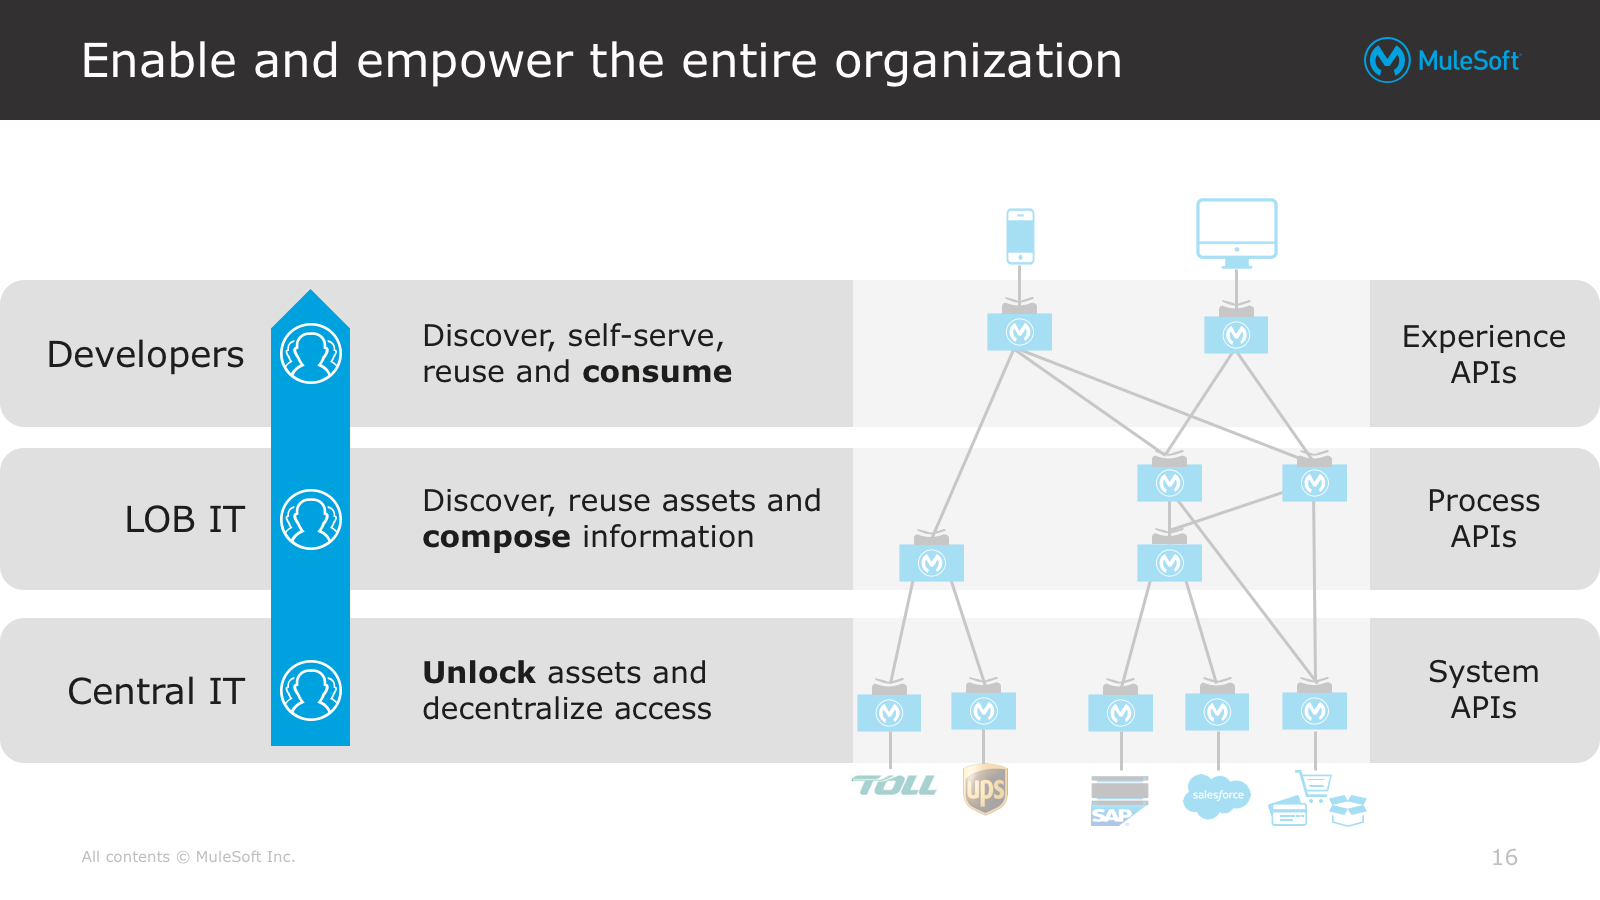 Enable and empower the entire organization
MuleSoft
Developers
Discover, self-serve,
reuse and consume
Experience
APIs
LOB IT
Discover, reuse assets and
compose information
Process
APIs
Central IT
Unlock assets and
decentralize access
System
APIs
TOLL
ups
SAP
salesforce
All contents © MuleSoft Inc.
16